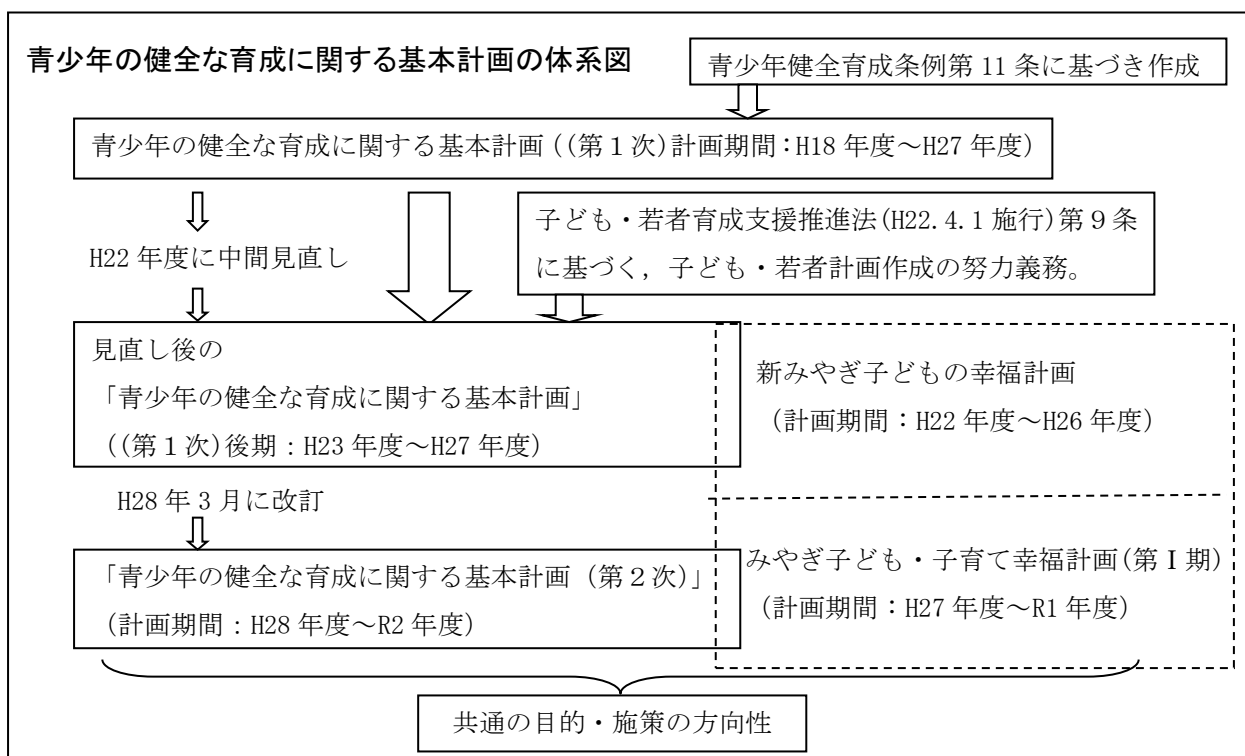 青少年の健全な育成に関する基本計画の体系図
青少年健全育成条例第11条に基づき作成
青少年の健全な育成に関する基本計画((第1次)計画期間:H18年度～H27年度)
子ども・若者育成支援推進法(H22.4.1施行)第9条
に基づく，子ども・若者計画作成の努力義務。
H22年度に中間見直し
見直し後の
「青少年の健全な育成に関する基本計画」
((第1次)後期:H23年度～H27年度)
新みやぎ子どもの幸福計画
(計画期間:H22年度～H26年度)
H28年3月に改訂
「青少年の健全な育成に関する基本計画（第2次）」
(計画期間:H28年度～R2年度)
みやぎ子ども・子育て幸福計画(第Ⅰ期)
(計画期間:H27年度～R1年度)
共通の目的・施策の方向性